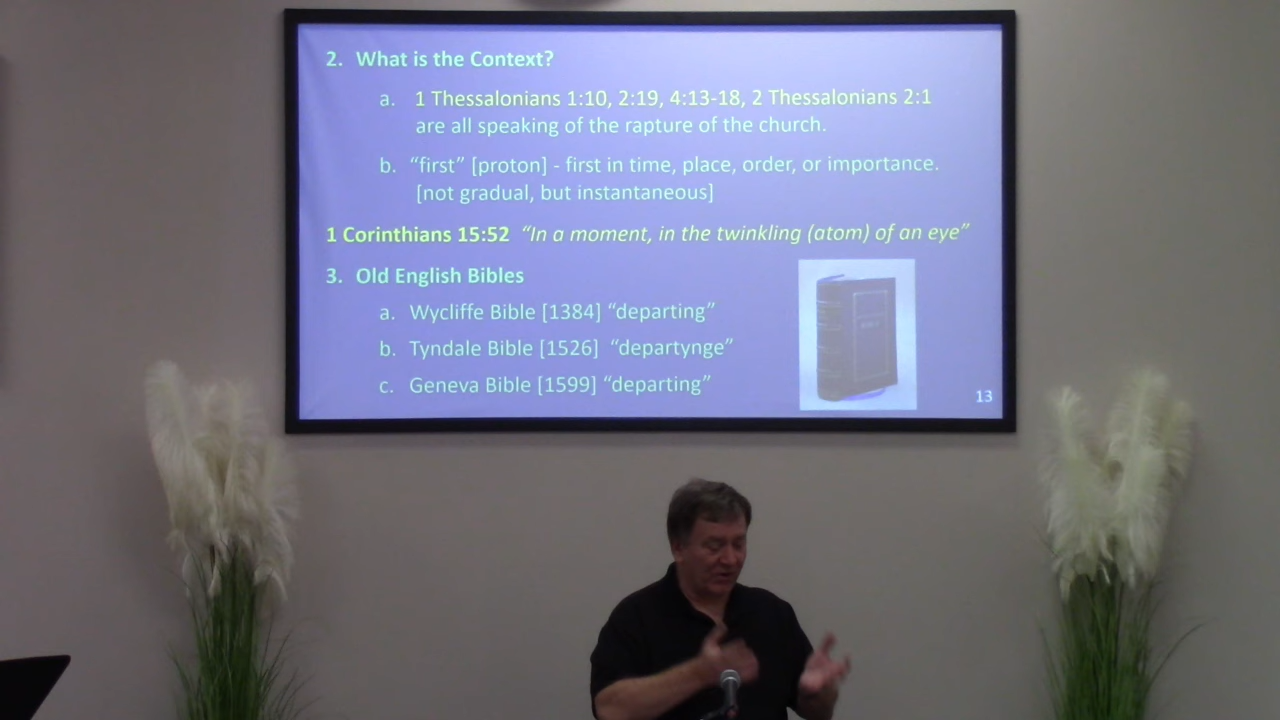 2. What is the Context?
a. 1 Thessalonians 1:10, 2:19, 4:13-18, 2 Thessalonians 2:1
are all speaking of the rapture of the church.
b. “first” [proton] - first in time, place, order, or importance.
[not gradual, but instantaneous]
1 Corinthians 15:52 “In a moment, in the twinkling (atom) of an eye”
3. Old English Bibles
a. Wycliffe Bible [1384] “departing”
b. Tyndale Bible [1526] “departynge”
c. Geneva Bible [1599] “departing”
13